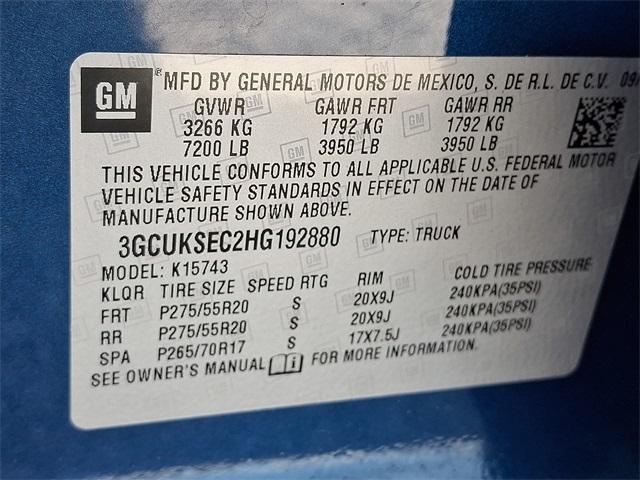 GM ® MFD BY GENERAL MOTORS DE MEXICO, S. DE R.L. DE C.V.
GVWR GAWR FRT GAWR RR
3266 KG 1792 KG 1792 KG
7200 LB 3950 LB 3950 LB
THIS VEHICLE CONFORMS TO ALL APPLICABLE U.S. FEDERAL MOTOR
VEHICLE SAFETY STANDARDS IN EFFECT ON THE DATE OF
MANUFACTURE SHOWN ABOVE.
3GCUKSEC2HG192880 TYPE: TRUCK
MODEL: K15743
KLQR TIRE SIZE SPEED RTG RIM COLD TIRE PRESSURE
FRT P275/55R20 S 20X9J 240KPA(35PSI)
RR P275/55R20 S 20X9J 240KPA(35PSI)
SPA P265/70R17 S 17X7.5J 240KPA(35PSI)
SEE OWNER'S MANUAL FOR MORE INFORMATION.